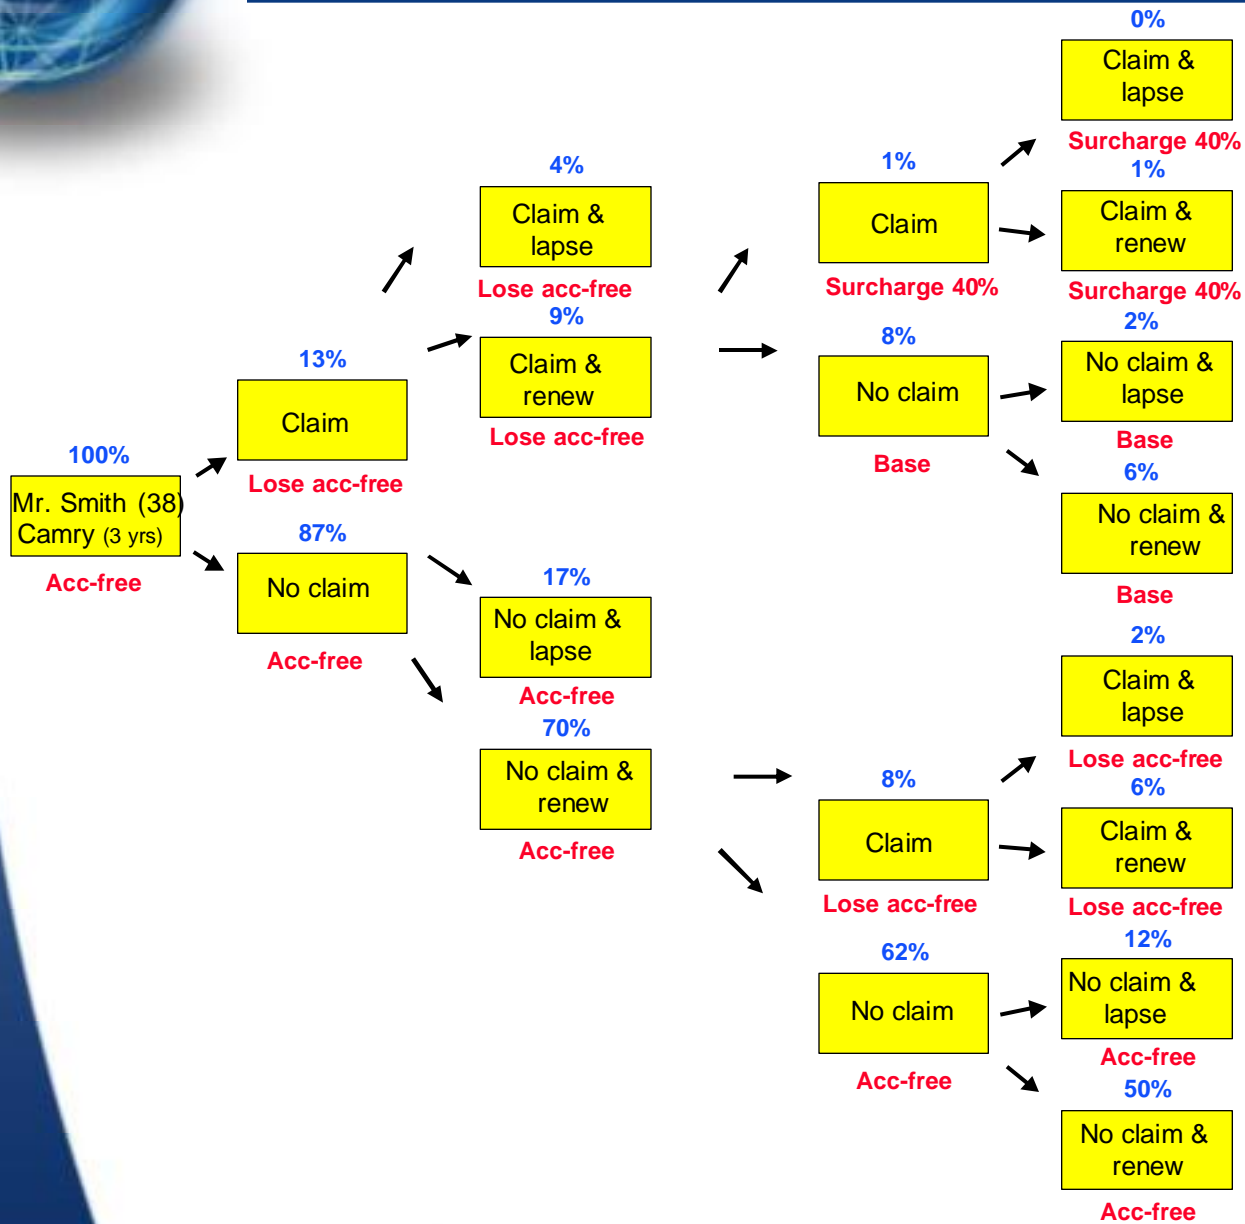 0%
Claim &
lapse
Surcharge 40%
4%
Claim &
lapse
Lose acc-free
1%
Claim
Surcharge 40%
1%
Claim &
renew
Surcharge 40%
9%
Claim &
renew
Lose acc-free
8%
No claim
Base
2%
No claim &
lapse
Base
13%
Claim
Lose acc-free
6%
No claim &
renew
Base
100%
Mr. Smith (38)
Camry (3 yrs)
Acc-free
87%
No claim
Acc-free
17%
No claim &
lapse
Acc-free
2%
Claim &
lapse
Lose acc-free
70%
No claim &
renew
Acc-free
8%
Claim
Lose acc-free
6%
Claim &
renew
Lose acc-free
62%
No claim
Acc-free
12%
No claim &
lapse
Acc-free
50%
No claim &
renew
Acc-free